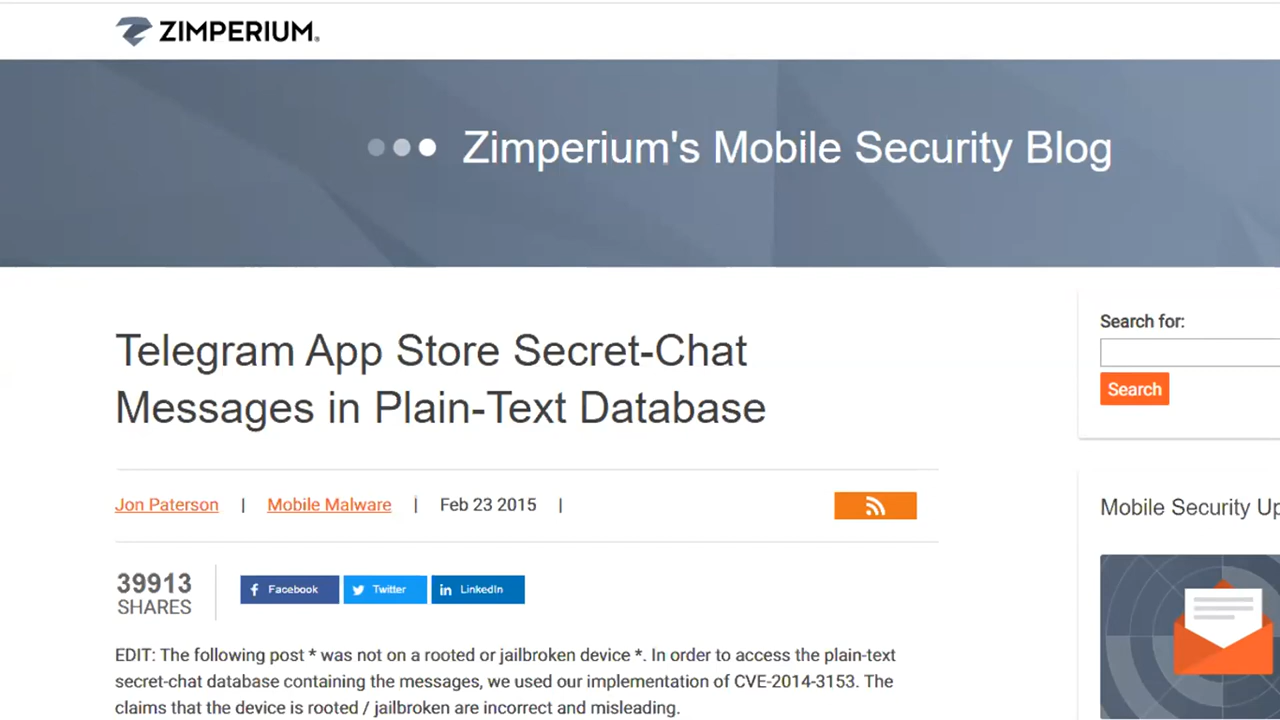 ZIMPERIUM.
Zimperium's Mobile Security Blog
Telegram App Store Secret-Chat
Messages in Plain-Text Database
Jon Paterson | Mobile Malware | Feb 23 2015 |
39913
SHARES
Facebook
Twitter
LinkedIn
EDIT: The following post * was not on a rooted or jailbroken device *. In order to access the plain-text
secret-chat database containing the messages, we used our implementation of CVE-2014-3153. The
claims that the device is rooted / jailbroken are incorrect and misleading.
Search for:
Search
Mobile Security Up